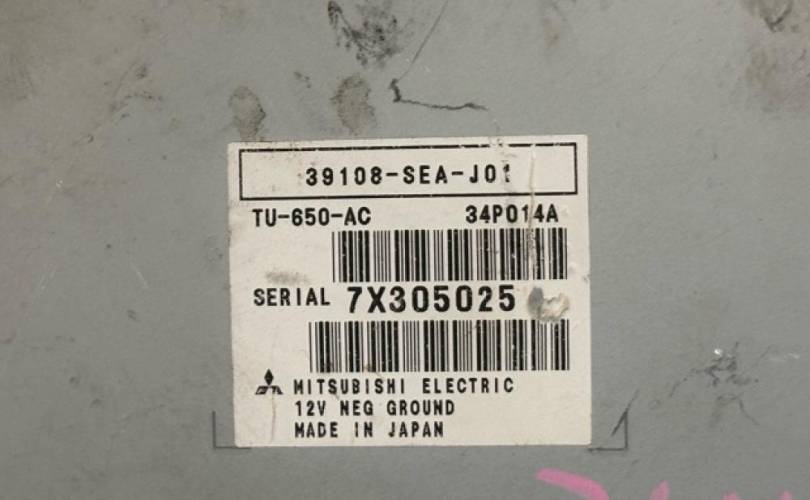 39108-SEA-J01
TU-650-AC 34P014A
SERIAL 7X305025
MITSUBISHI ELECTRIC
12V NEG GROUND
MADE IN JAPAN